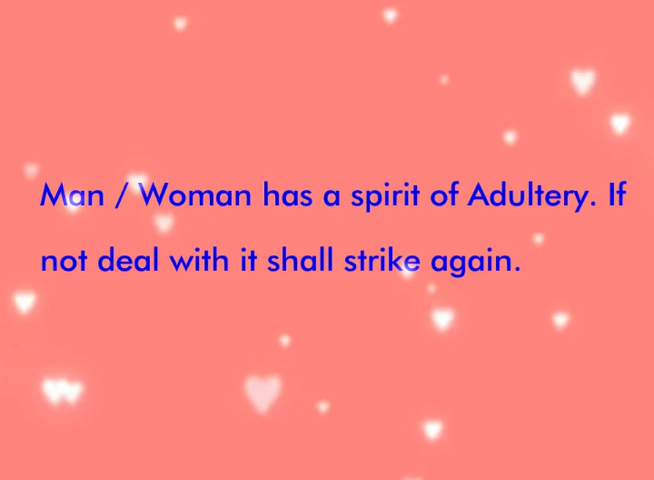 Man / Woman has a spirit of Adultery. If
not deal with it shall strike again.